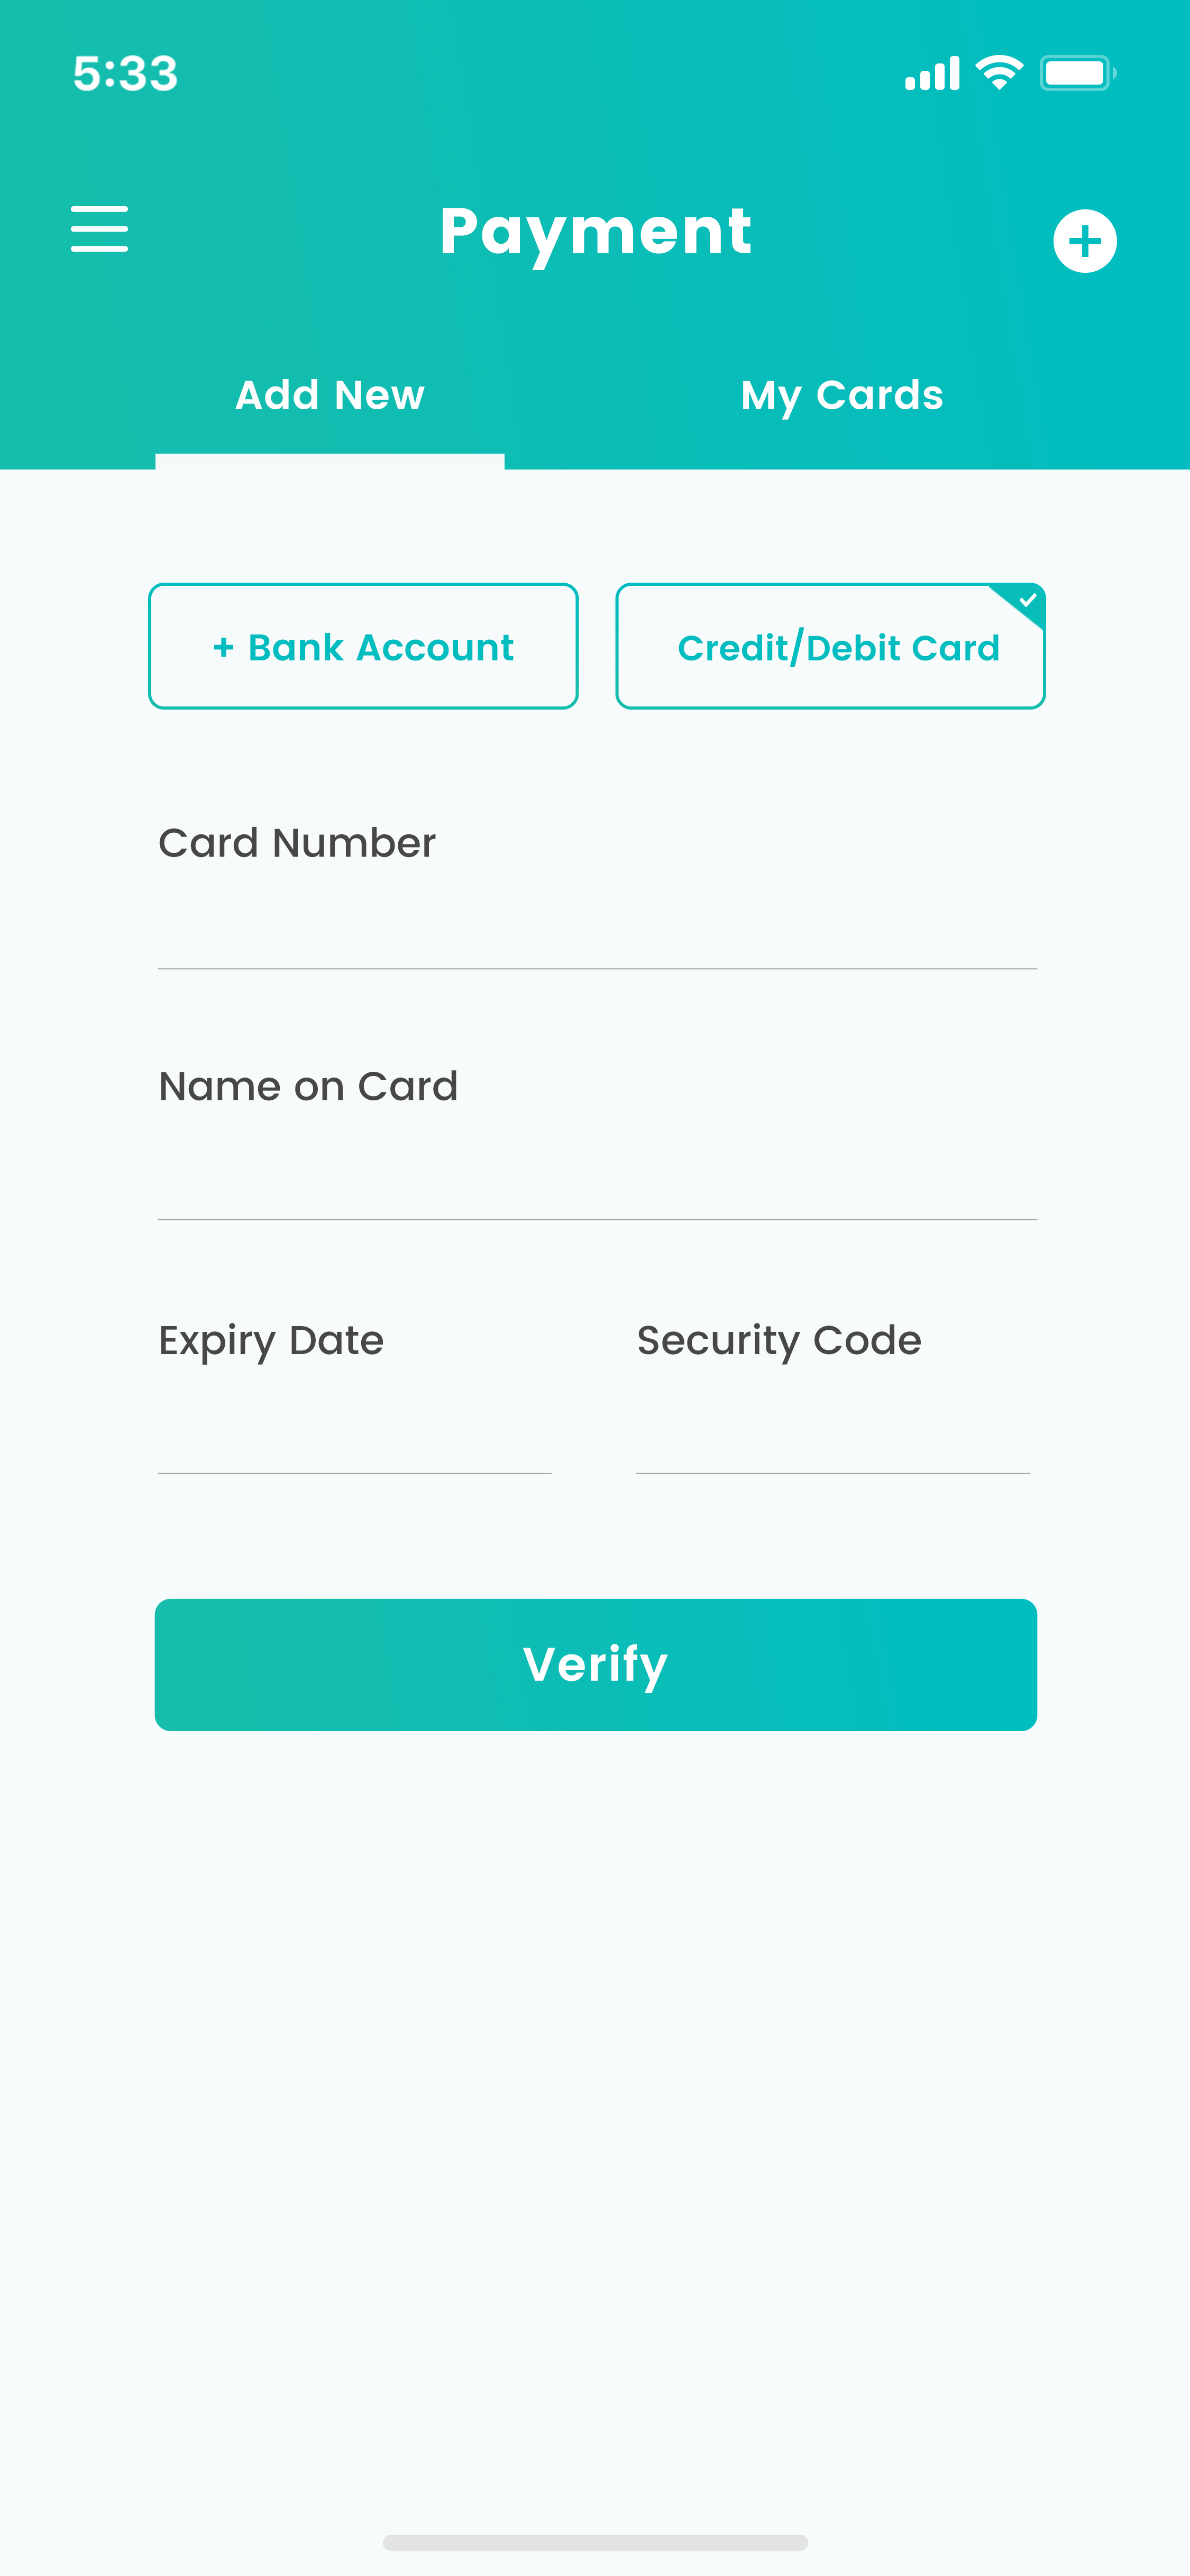 5:33
Payment
Add New My Cards
+ Bank Account Credit/Debit Card
Card Number
Name on Card
Expiry Date Security Code
Verify